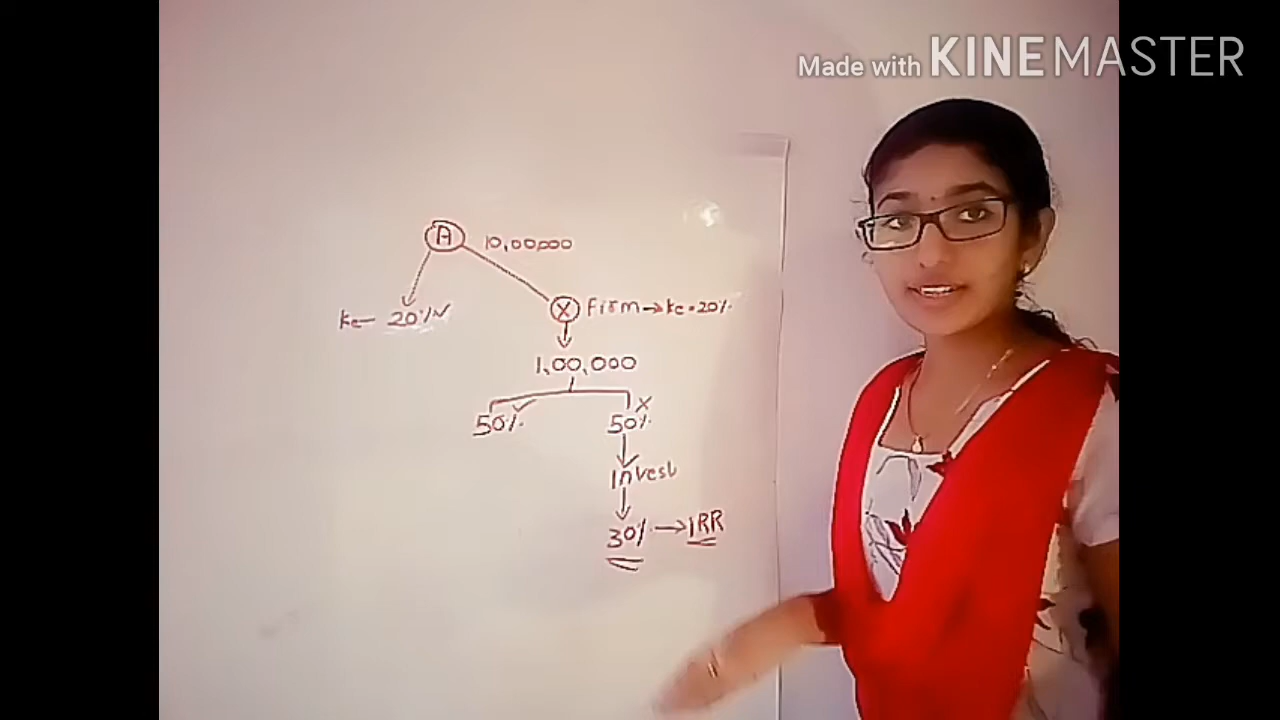 Made with KINEMASTER
A 10,00,000
Ke - 20% ✓
X Firm → Ke = 20%
1,00,000
50% ✓ 50% X
Invest
30% → IRR